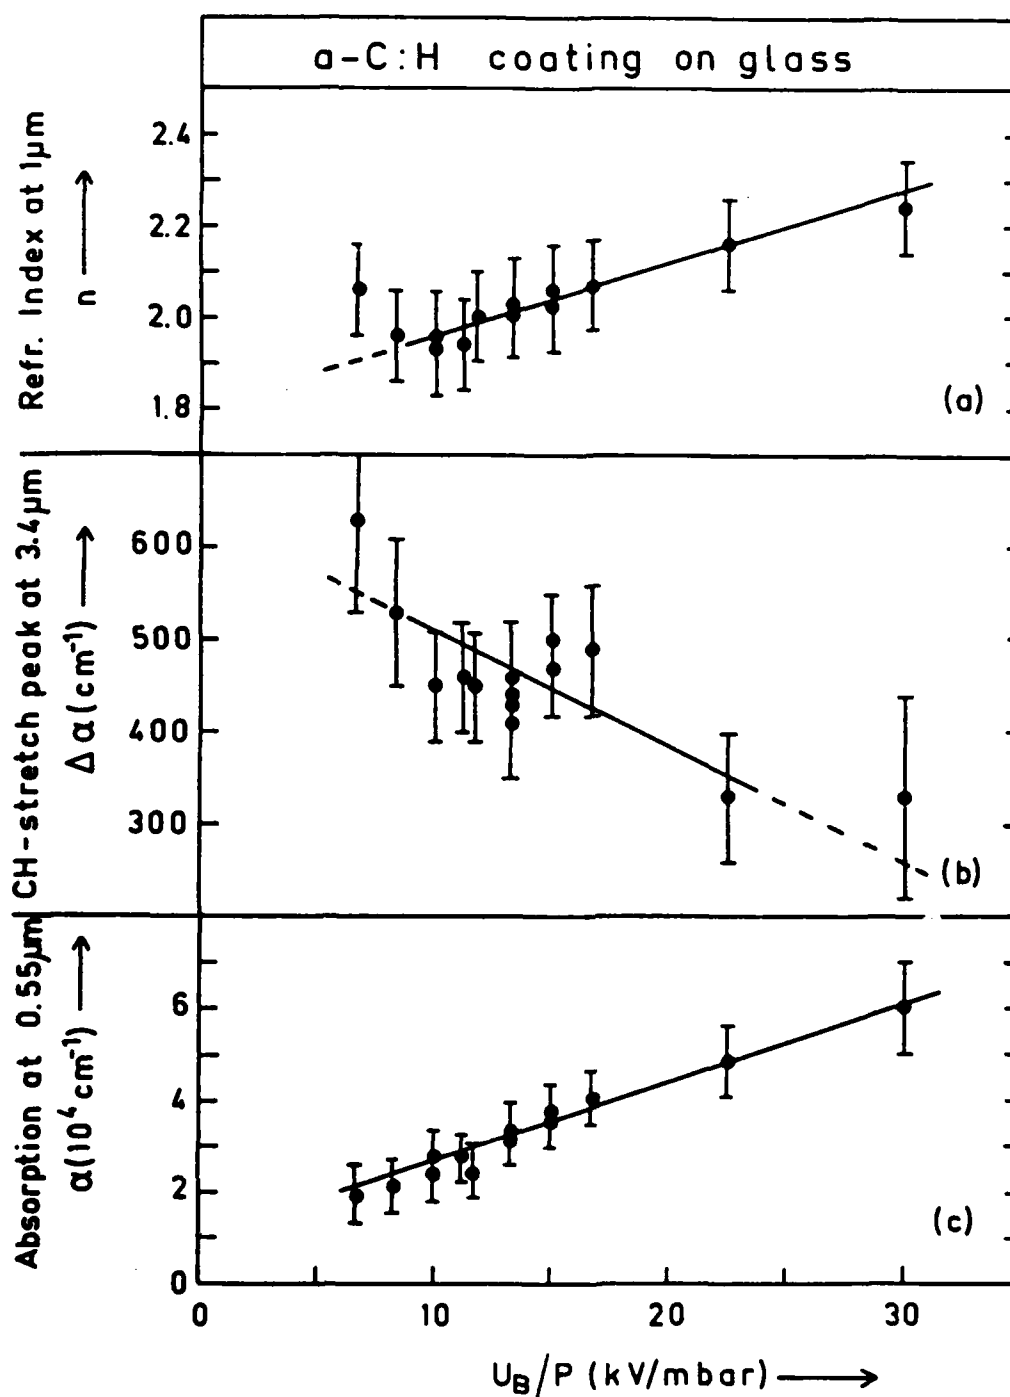 a-C:H coating on glass
Refr. Index at 1μm
n
2.4
2.2
2.0
1.8
(a)
CH-stretch peak at 3.4μm
Δα(cm⁻¹)
600
500
400
300
(b)
Absorption at 0.55μm
α(10⁴cm⁻¹)
6
4
2
0
(c)
0 10 20 30
U_B/P (kV/mbar)